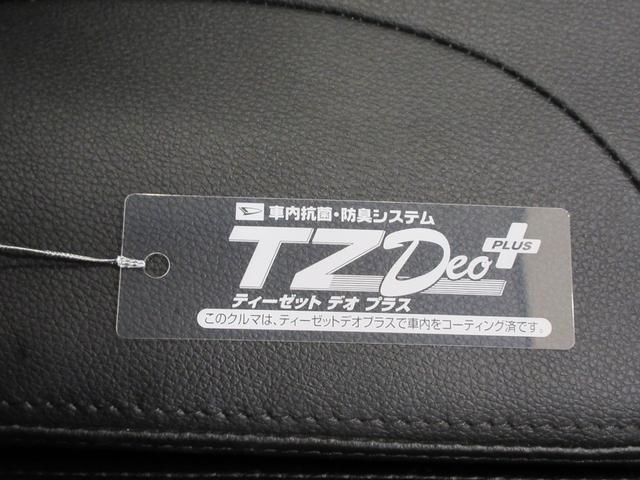 車内抗菌・防臭システム
TZ Deo PLUS
ティーゼット デオ プラス
このクルマは、ティーゼットデオプラスで車内をコーティング済です。